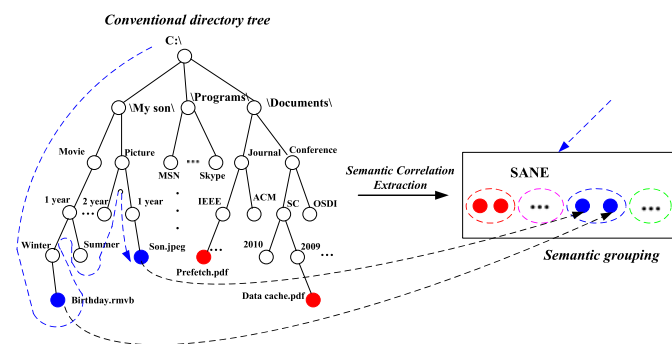 Conventional directory tree
C:\
\My son\
\Programs\
\Documents\
Movie
Picture
MSN
...
Skype
Journal
Conference
1 year
...
2 year
1 year
IEEE
ACM
SC
OSDI
Winter
Summer
Son.jpeg
...
Prefetch.pdf
2010
2009
...
Birthday.rmvb
Data cache.pdf
Semantic Correlation
Extraction
SANE
...
...
Semantic grouping